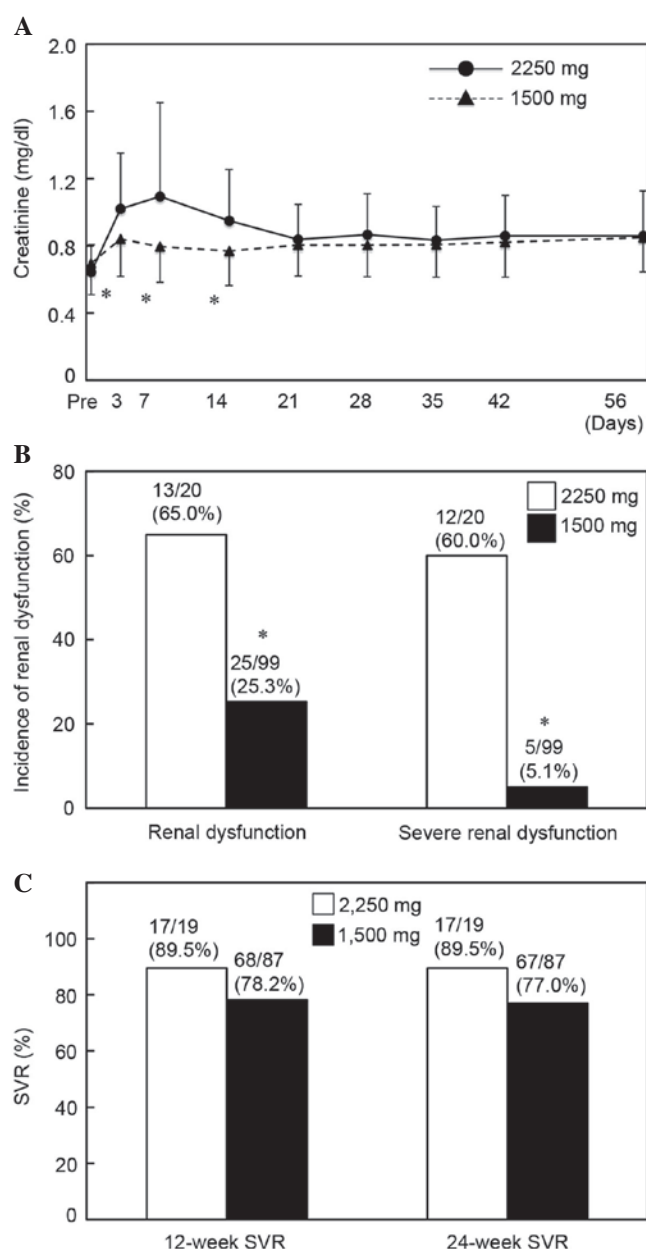 A
2.0
1.6
1.2
0.8
0.4
0
Creatinine (mg/dl)
2250 mg
1500 mg
* * *
Pre 3 7 14 21 28 35 42 56
(Days)
B
80
60
40
20
0
Incidence of renal dysfunction (%)
2250 mg
1500 mg
13/20
(65.0%)
*
25/99
(25.3%)
12/20
(60.0%)
*
5/99
(5.1%)
Renal dysfunction Severe renal dysfunction
C
100
80
60
40
20
0
SVR (%)
2,250 mg
1,500 mg
17/19
(89.5%)
68/87
(78.2%)
17/19
(89.5%)
67/87
(77.0%)
12-week SVR 24-week SVR